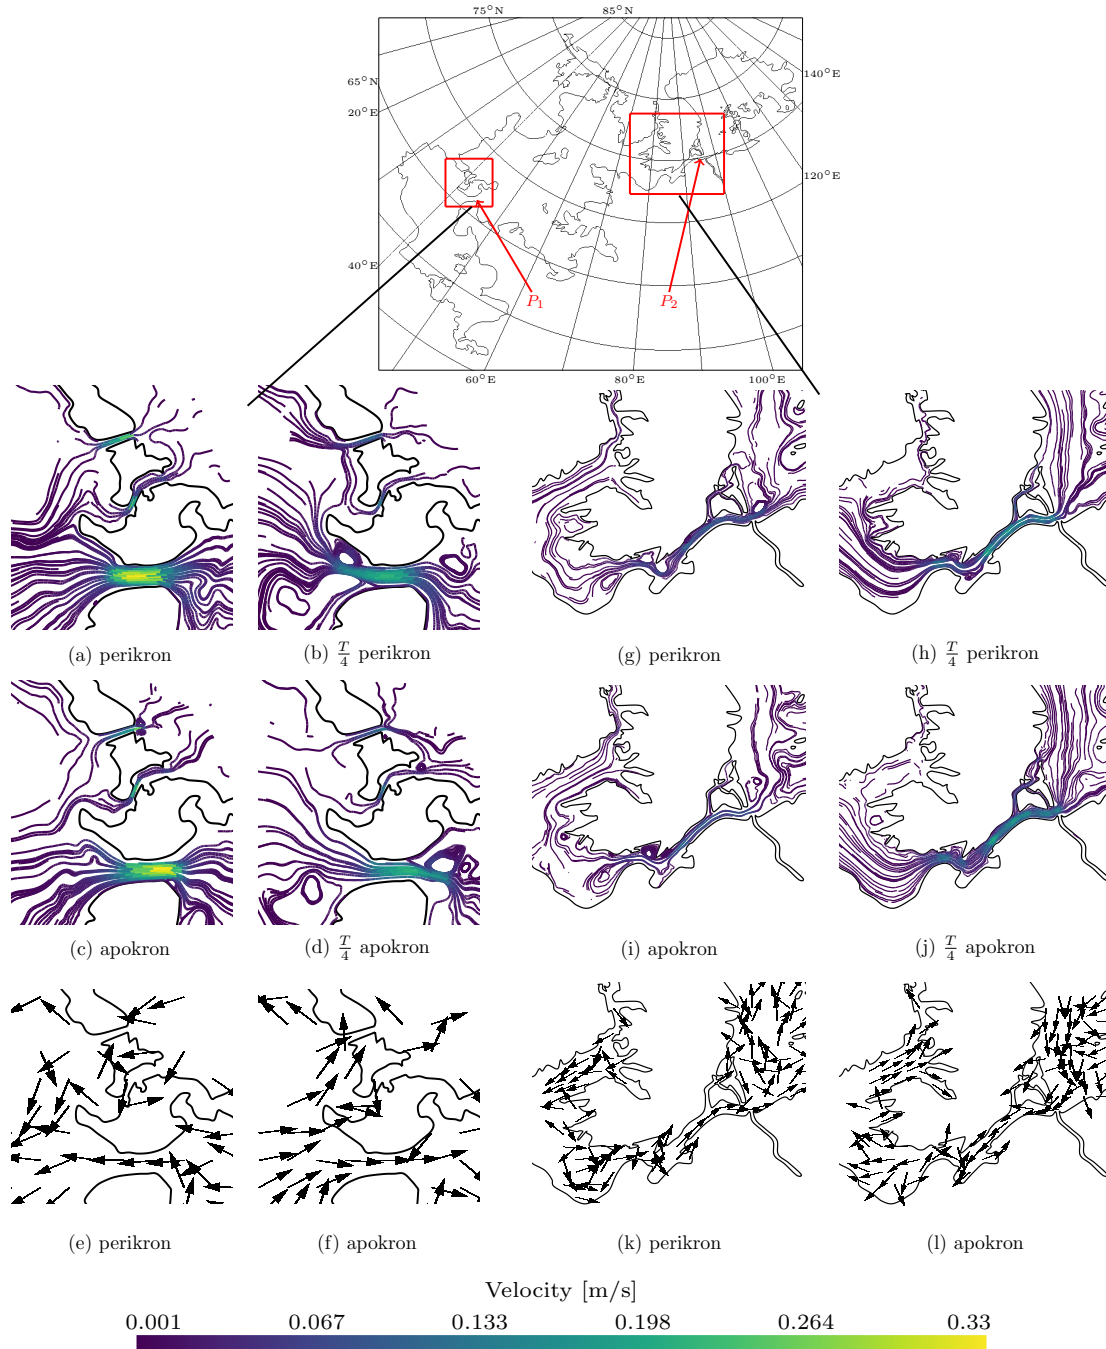 75°N 85°N
65°N
20°E
140°E
120°E
40°E
P1 P2
60°E 80°E 100°E
(a) perikron (b) T/4 perikron (g) perikron (h) T/4 perikron
(c) apokron (d) T/4 apokron (i) apokron (j) T/4 apokron
(e) perikron (f) apokron (k) perikron (l) apokron
Velocity [m/s]
0.001 0.067 0.133 0.198 0.264 0.33